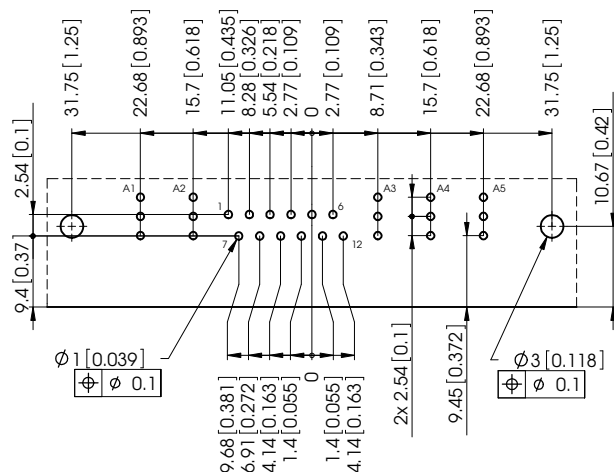 31.75 [1.25]
22.68 [0.893]
15.7 [0.618]
11.05 [0.435]
8.28 [0.326]
5.54 [0.218]
2.77 [0.109]
0
2.77 [0.109]
8.71 [0.343]
15.7 [0.618]
22.68 [0.893]
31.75 [1.25]
2.54 [0.1]
10.67 [0.42]
A1
A2
A3
A4
A5
1
6
7
12
9.4 [0.37
Ø1 [0.039]
⌖ Ø 0.1
9.68 [0.381]
6.91 [0.272]
4.14 [0.163]
1.4 [0.055]
0
1.4 [0.055]
4.14 [0.163]
2x 2.54 [0.1]
9.45 [0.372]
Ø3 [0.118]
⌖ Ø 0.1